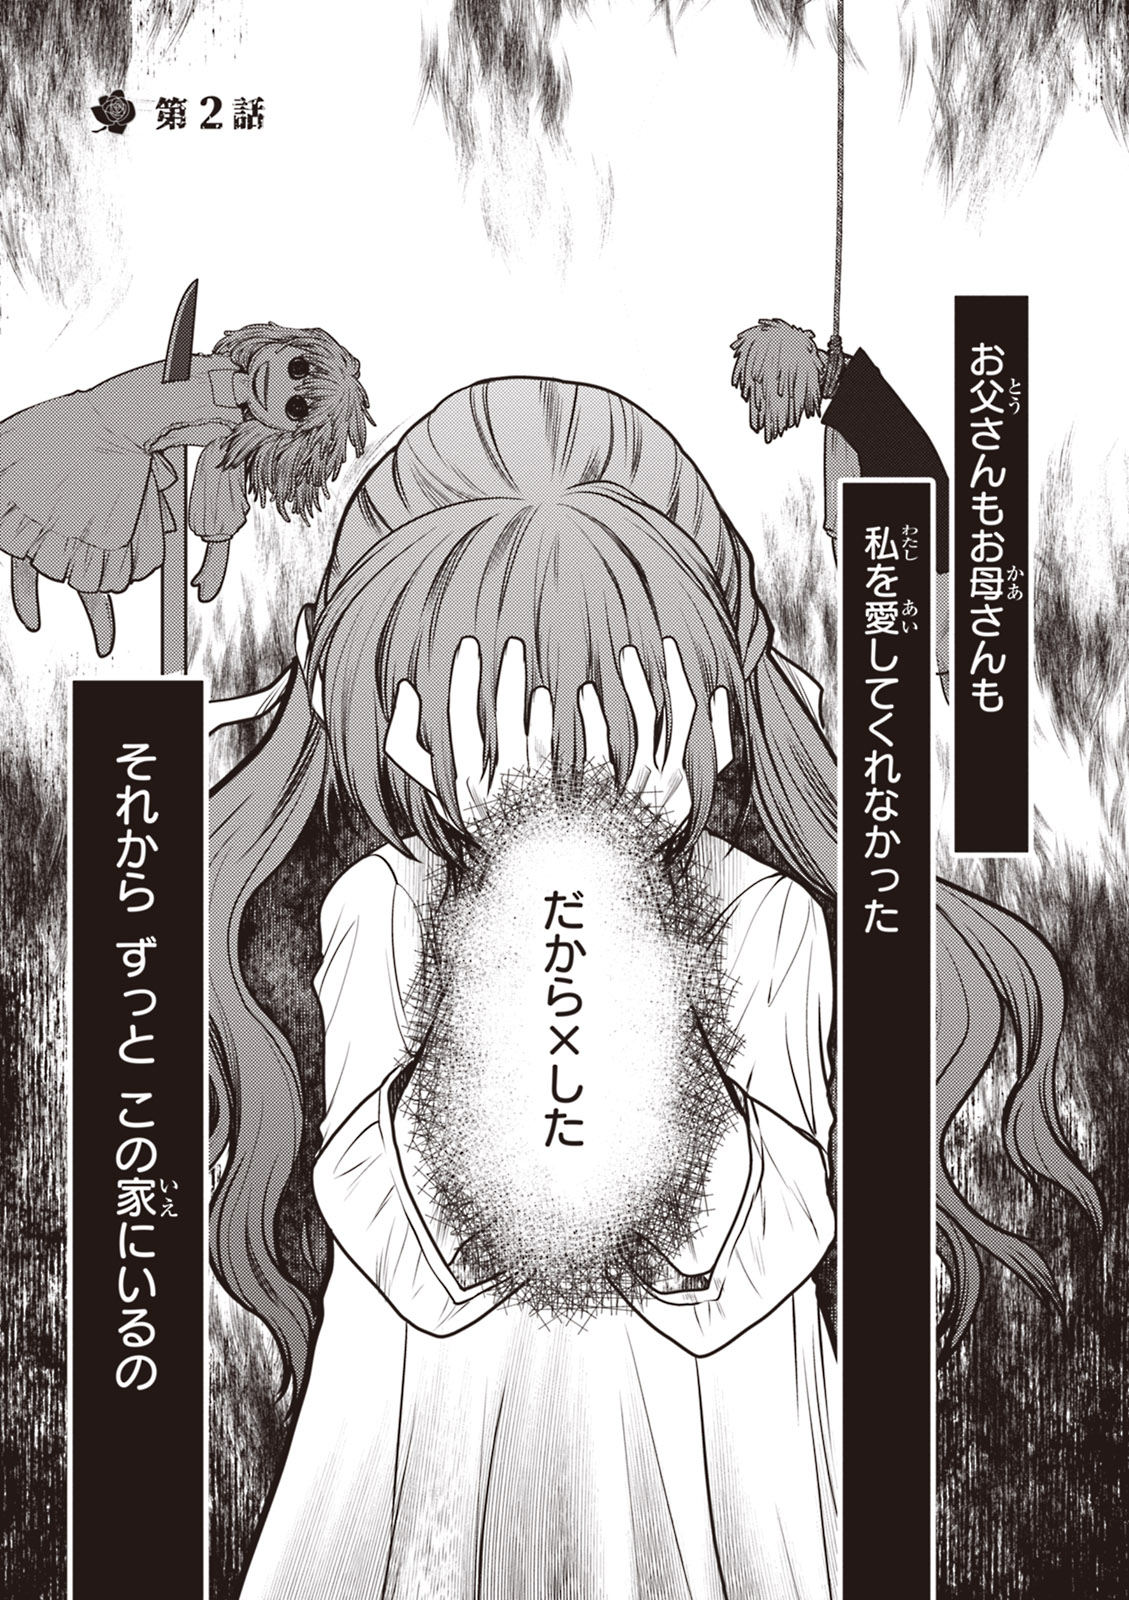 第2話
お父さんもお母さんも
私を愛してくれなかった
だから×した
それから ずっと この家にいるの